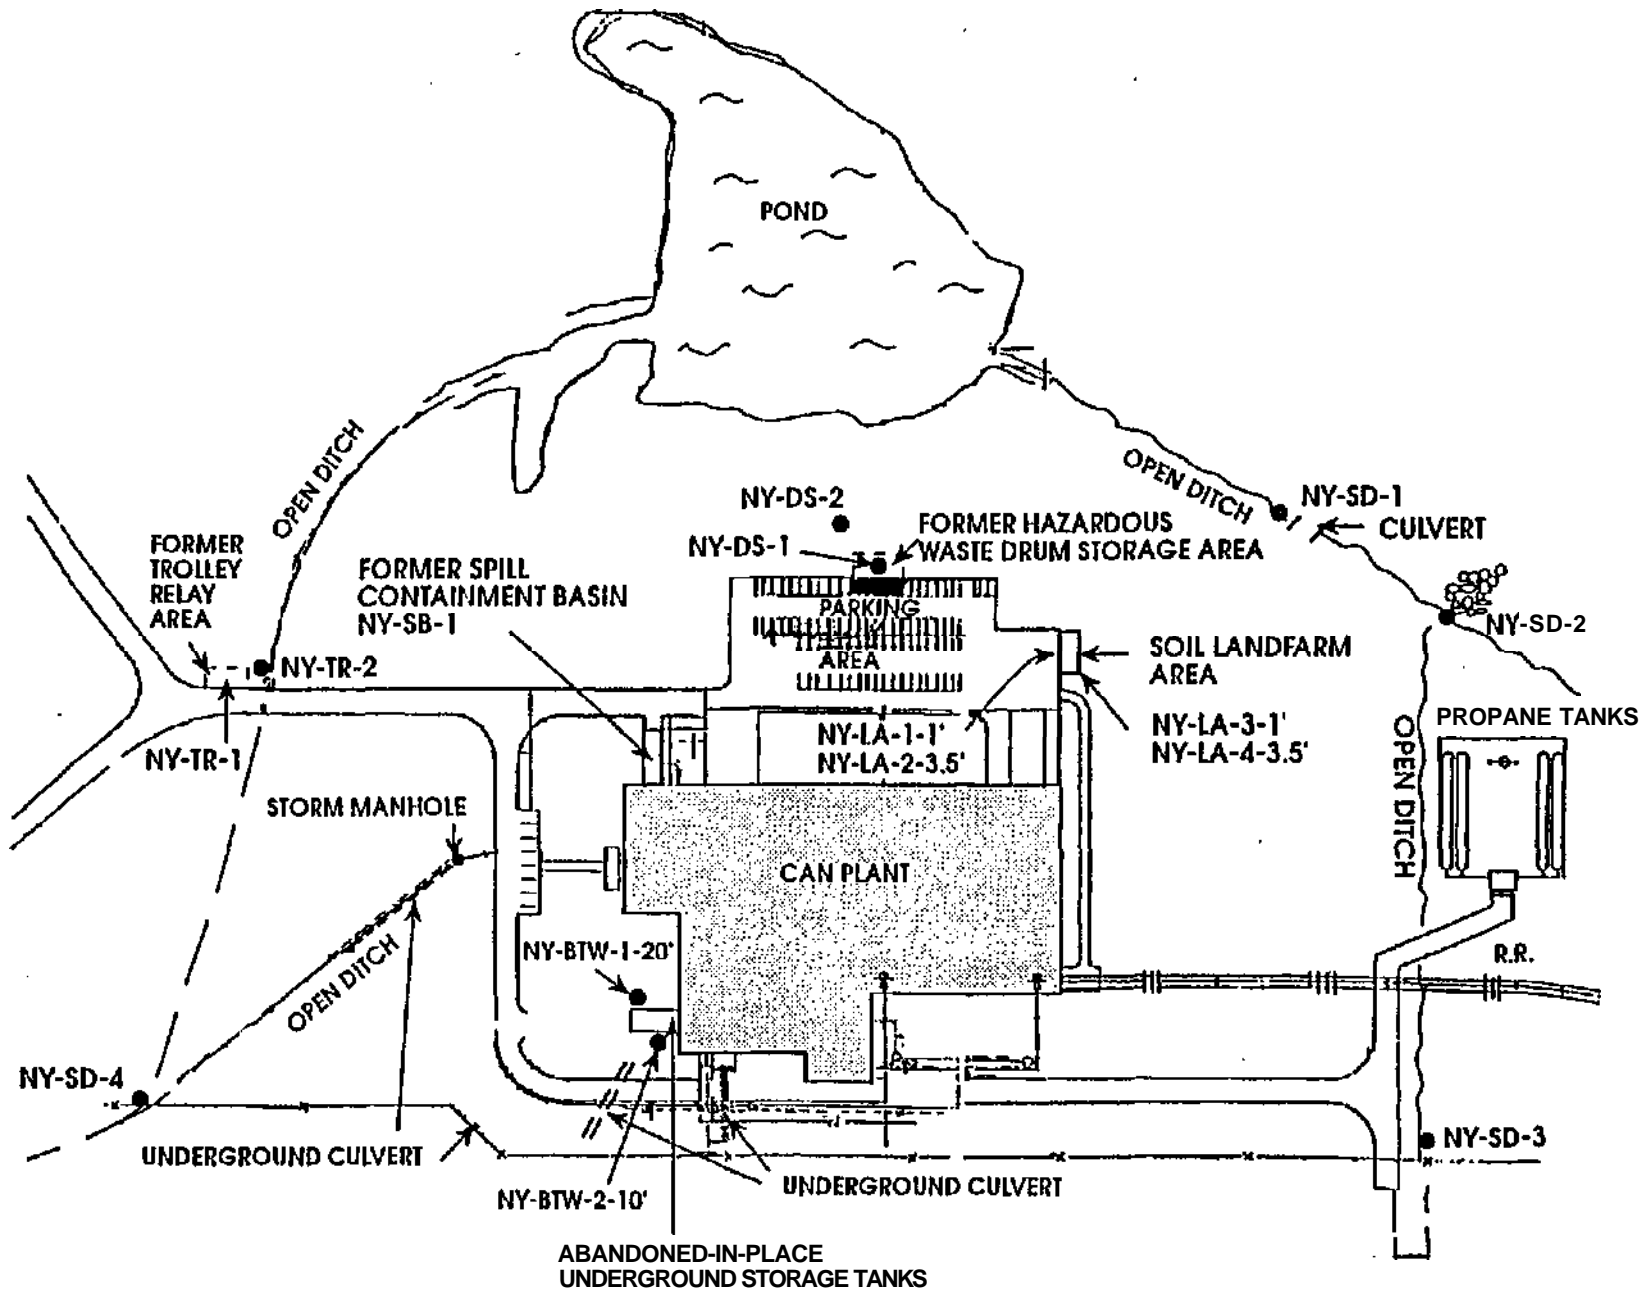 POND
OPEN DITCH
OPEN DITCH
NY-SD-1
CULVERT
NY-DS-2
FORMER HAZARDOUS
WASTE DRUM STORAGE AREA
NY-DS-1
FORMER
TROLLEY
RELAY
AREA
FORMER SPILL
CONTAINMENT BASIN
NY-SB-1
PARKING
AREA
NY-SD-2
NY-TR-2
SOIL LANDFARM
AREA
NY-TR-1
NY-LA-1-1'
NY-LA-2-3.5'
NY-LA-3-1'
NY-LA-4-3.5'
OPEN DITCH
PROPANE TANKS
STORM MANHOLE
CAN PLANT
OPEN DITCH
NY-BTW-1-20'
R.R.
NY-SD-4
NY-SD-3
UNDERGROUND CULVERT
NY-BTW-2-10'
UNDERGROUND CULVERT
ABANDONED-IN-PLACE
UNDERGROUND STORAGE TANKS